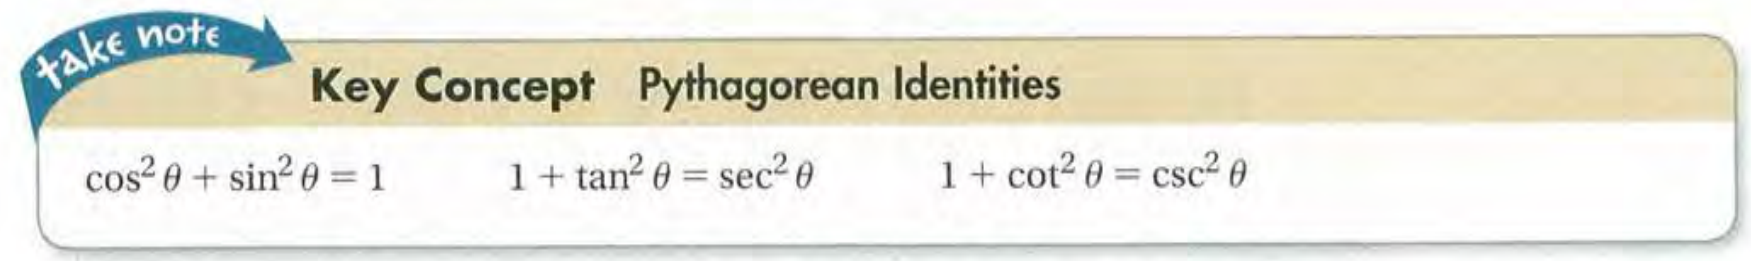 take note
Key Concept Pythagorean Identities
cos² θ + sin² θ = 1 1 + tan² θ = sec² θ 1 + cot² θ = csc² θ